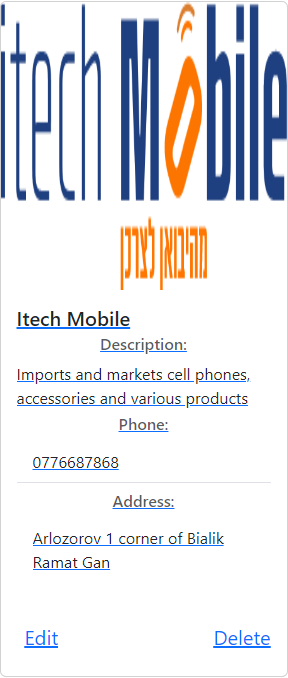 itech Mobile
מהיבואן לצרכן
Itech Mobile
Description:
Imports and markets cell phones,
accessories and various products
Phone:
0776687868
Address:
Arlozorov 1 corner of Bialik
Ramat Gan
Edit
Delete